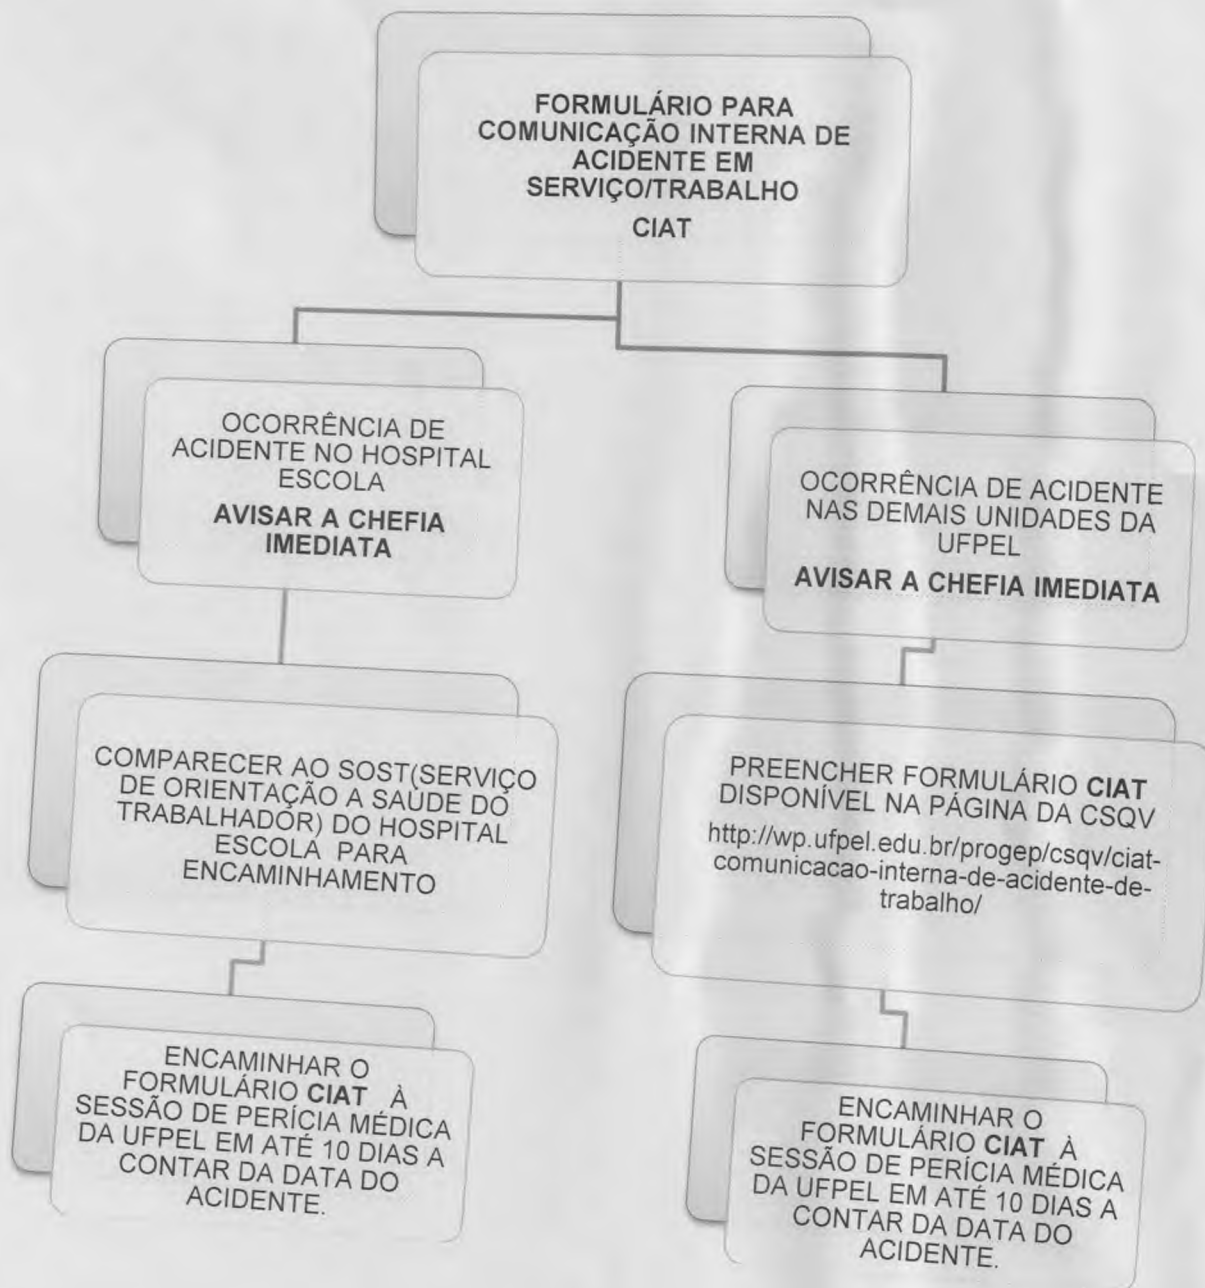 FORMULÁRIO PARA
COMUNICAÇÃO INTERNA DE
ACIDENTE EM
SERVIÇO/TRABALHO
CIAT
OCORRÊNCIA DE
ACIDENTE NO HOSPITAL
ESCOLA
AVISAR A CHEFIA
IMEDIATA
COMPARECER AO SOST(SERVIÇO
DE ORIENTAÇÃO A SAÚDE DO
TRABALHADOR) DO HOSPITAL
ESCOLA PARA
ENCAMINHAMENTO
ENCAMINHAR O
FORMULÁRIO CIAT À
SESSÃO DE PERÍCIA MÉDICA
DA UFPEL EM ATÉ 10 DIAS A
CONTAR DA DATA DO
ACIDENTE.
OCORRÊNCIA DE ACIDENTE
NAS DEMAIS UNIDADES DA
UFPEL
AVISAR A CHEFIA IMEDIATA
PREENCHER FORMULÁRIO CIAT
DISPONÍVEL NA PÁGINA DA CSQV
http://wp.ufpel.edu.br/progep/csqv/ciat-
comunicacao-interna-de-acidente-de-
trabalho/
ENCAMINHAR O
FORMULÁRIO CIAT À
SESSÃO DE PERÍCIA MÉDICA
DA UFPEL EM ATÉ 10 DIAS A
CONTAR DA DATA DO
ACIDENTE.